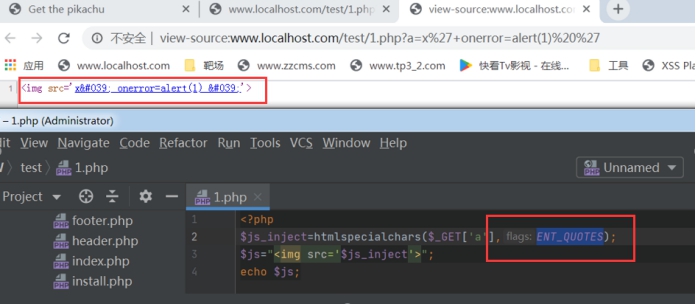 Get the pikachu
www.localhost.com/test/1.php
view-source:www.localhost.co
不安全 | view-source:www.localhost.com/test/1.php?a=x%27+onerror=alert(1)%20%27
应用 www.localhost.com 靶场 www.zzcms.com www.tp3_2.com 快看Tv影视 - 在线... 工具 XSS Pla
1 <img src='x&#039; onerror=alert(1) &#039;'>
– 1.php (Administrator)
it View Navigate Code Refactor Run Tools VCS Window Help
test 1.php
Unnamed
Project
1.php
footer.php
header.php
index.php
install.php
1 <?php
2 $js_inject=htmlspecialchars($_GET['a'], flags: ENT_QUOTES);
3 $js="<img src='$js_inject'>";
4 echo $js;